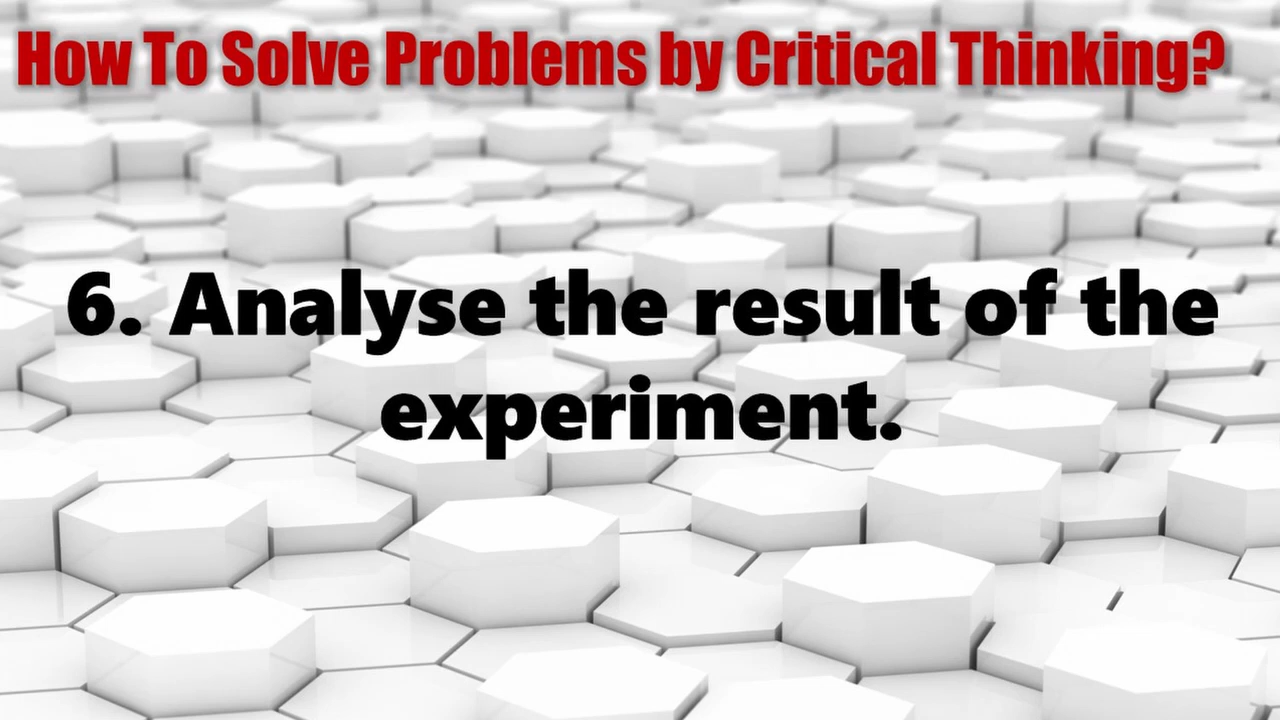 How To Solve Problems by Critical Thinking?
6. Analyse the result of the
experiment.